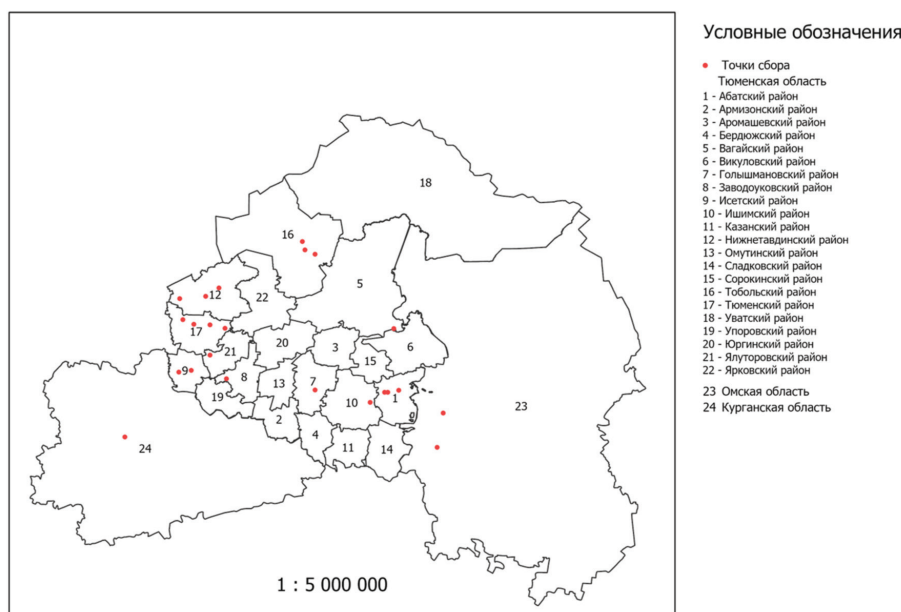 Условные обозначения
Точки сбора
Тюменская область
1 - Абатский район
2 - Армизонский район
3 - Аромашевский район
4 - Бердюжский район
5 - Вагайский район
6 - Викуловский район
7 - Голышмановский район
8 - Заводоуковский район
9 - Исетский район
10 - Ишимский район
11 - Казанский район
12 - Нижнетавдинский район
13 - Омутинский район
14 - Сладковский район
15 - Сорокинский район
16 - Тобольский район
17 - Тюменский район
18 - Уватский район
19 - Упоровский район
20 - Юргинский район
21 - Ялуторовский район
22 - Ярковский район
23 - Омская область
24 - Курганская область
18
16
5
12
22
17
20
3
6
21
15
9
8
13
7
19
10
1
23
2
4
11
14
24
1 : 5 000 000